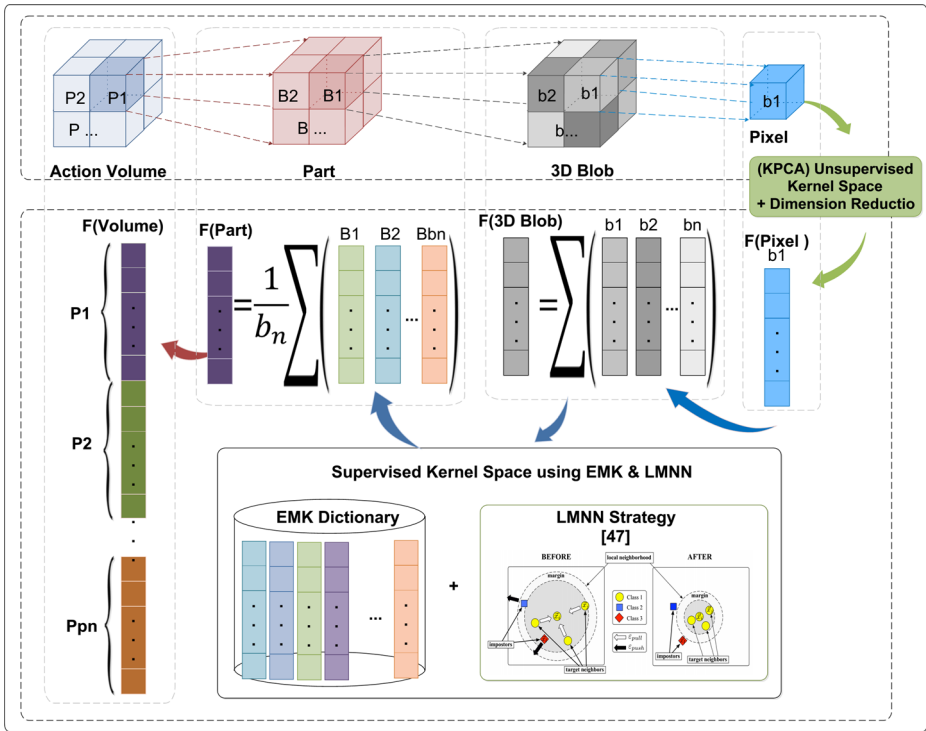 P2
P1
P ...
Action Volume
B2
B1
B ...
Part
b2
b1
b...
3D Blob
b1
Pixel
(KPCA) Unsupervised
Kernel Space
+ Dimension Reductio
F(Volume)
P1
P2
Ppn
F(Part)
=
1
b_n
∑
B1
B2
Bbn
...
F(3D Blob)
=
∑
b1
b2
bn
...
F(Pixel )
b1
Supervised Kernel Space using EMK & LMNN
EMK Dictionary
...
+
LMNN Strategy
[47]
BEFORE
local neighborhood
AFTER
margin
margin
Class 1
Class 2
Class 3
ε_pull
ε_push
impostors
target neighbors
impostors
target neighbors